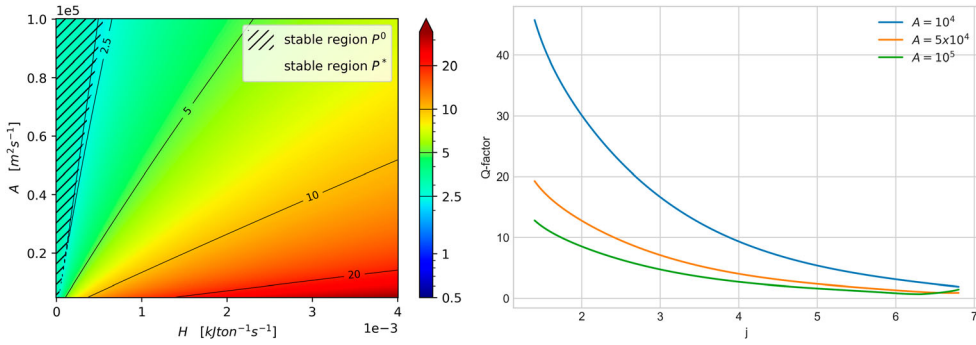 1e5
1.0
0.8
0.6
0.4
0.2
A [m²s⁻¹]
2.5
5
10
20
stable region P⁰
stable region P*
0
1
2
3
4
1e−3
H [kJton⁻¹s⁻¹]
20
10
5
2.5
1
0.5
A = 10⁴
A = 5x10⁴
A = 10⁵
40
30
20
10
0
Q-factor
2
3
4
5
6
7
j